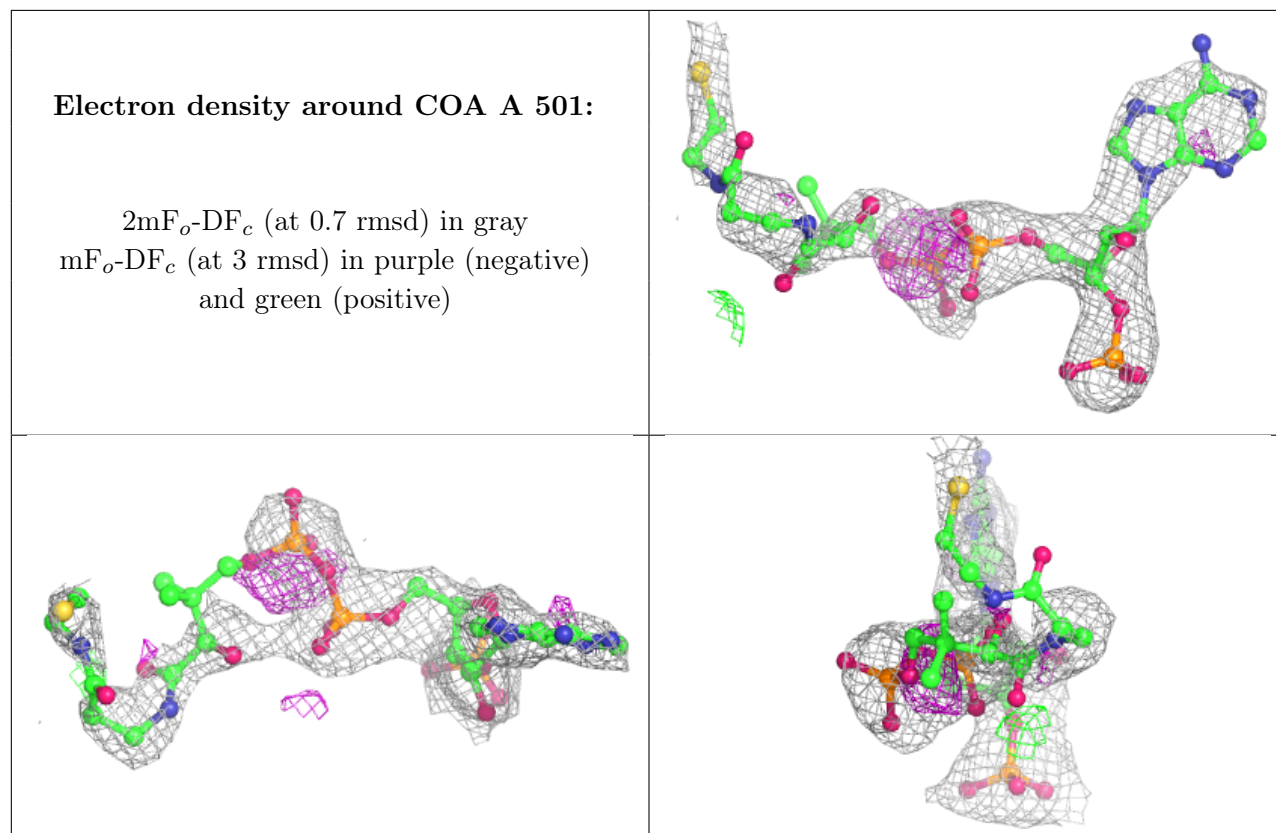 Electron density around COA A 501:
2mFo-DFc (at 0.7 rmsd) in gray
mFo-DFc (at 3 rmsd) in purple (negative)
and green (positive)